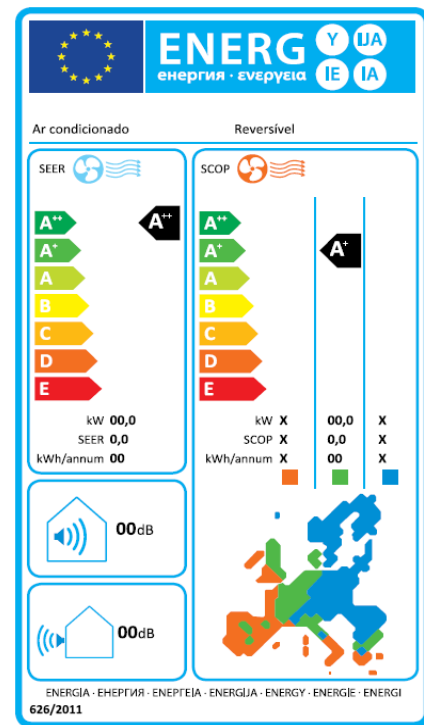 ENERG Y IJA
енергия · ενεργεια IE IA
Ar condicionado Reversível
SEER
A++ A++
A+
A
B
C
D
E
kW 00,0
SEER 0,0
kWh/annum 00
SCOP
A++
A+ A+
A
B
C
D
E
kW X 00,0 X
SCOP X 0,0 X
kWh/annum X 00 X
00dB
00dB
ENERGIA · ЕНЕРГИЯ · ΕΝΕΡΓΕΙΑ · ENERGIJA · ENERGY · ENERGIE · ENERGI
626/2011